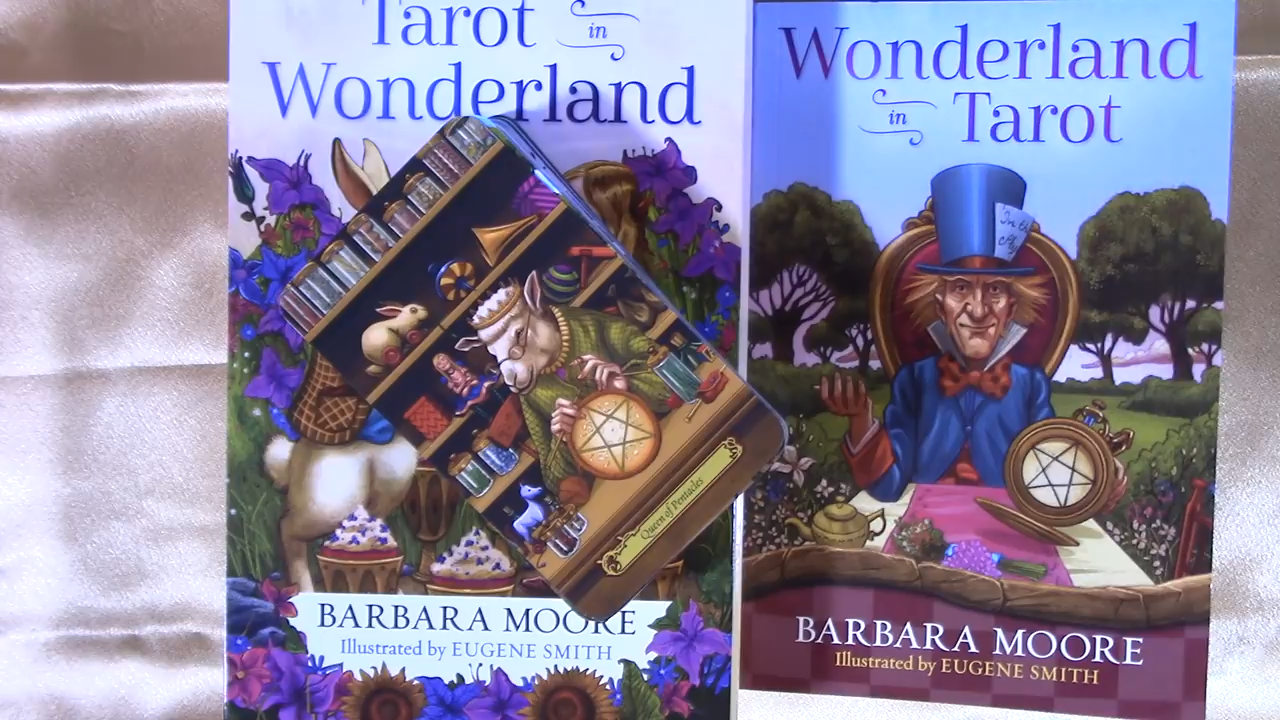 Tarot in
Wonderland
Queen of Pentacles
BARBARA MOORE
Illustrated by EUGENE SMITH
Wonderland
in Tarot
BARBARA MOORE
Illustrated by EUGENE SMITH